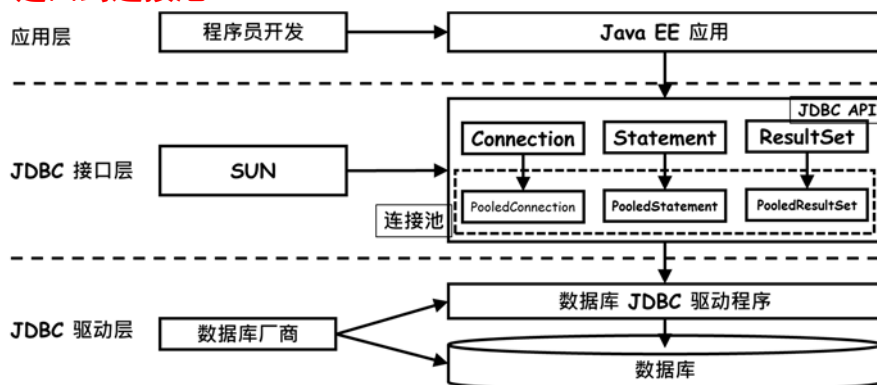 应用层
程序员开发
Java EE 应用
JDBC API
Connection
Statement
ResultSet
JDBC 接口层
SUN
PooledConnection
PooledStatement
PooledResultSet
连接池
数据库 JDBC 驱动程序
JDBC 驱动层
数据库厂商
数据库